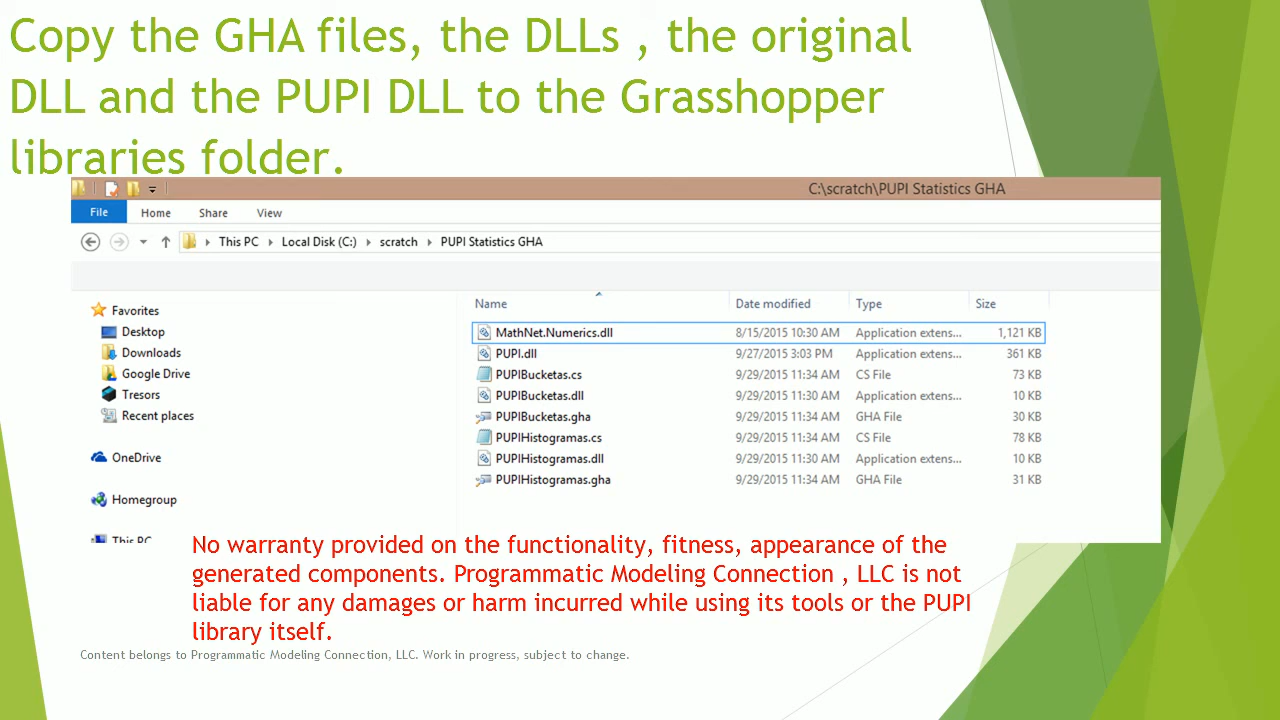 Copy the GHA files, the DLLs , the original
DLL and the PUPI DLL to the Grasshopper
libraries folder.
C:\scratch\PUPI Statistics GHA
File Home Share View
This PC Local Disk (C:) scratch PUPI Statistics GHA
Name Date modified Type Size
Favorites
Desktop
Downloads
Google Drive
Tresors
Recent places
OneDrive
Homegroup
This PC
MathNet.Numerics.dll 8/15/2015 10:30 AM Application extens... 1,121 KB
PUPI.dll 9/27/2015 3:03 PM Application extens... 361 KB
PUPIBucketas.cs 9/29/2015 11:34 AM CS File 73 KB
PUPIBucketas.dll 9/29/2015 11:30 AM Application extens... 10 KB
PUPIBucketas.gha 9/29/2015 11:34 AM GHA File 30 KB
PUPIHistogramas.cs 9/29/2015 11:34 AM CS File 78 KB
PUPIHistogramas.dll 9/29/2015 11:30 AM Application extens... 10 KB
PUPIHistogramas.gha 9/29/2015 11:34 AM GHA File 31 KB
No warranty provided on the functionality, fitness, appearance of the
generated components. Programmatic Modeling Connection , LLC is not
liable for any damages or harm incurred while using its tools or the PUPI
library itself.
Content belongs to Programmatic Modeling Connection, LLC. Work in progress, subject to change.